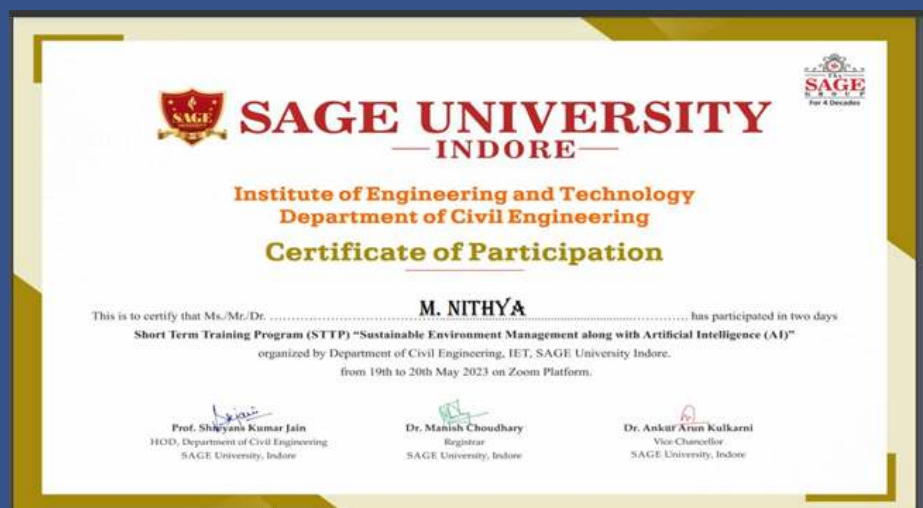 THE
SAGE
GROUP
For 4 Decades
SAGE
SAGE UNIVERSITY
INDORE
Institute of Engineering and Technology
Department of Civil Engineering
Certificate of Participation
This is to certify that Ms./Mr./Dr. M. NITHYA has participated in two days
Short Term Training Program (STTP) “Sustainable Environment Management along with Artificial Intelligence (AI)”
organized by Department of Civil Engineering, IET, SAGE University Indore.
from 19th to 20th May 2023 on Zoom Platform.
Prof. Shreyans Kumar Jain
HOD, Department of Civil Engineering
SAGE University, Indore
Dr. Manish Choudhary
Registrar
SAGE University, Indore
Dr. Ankur Arun Kulkarni
Vice Chancellor
SAGE University, Indore